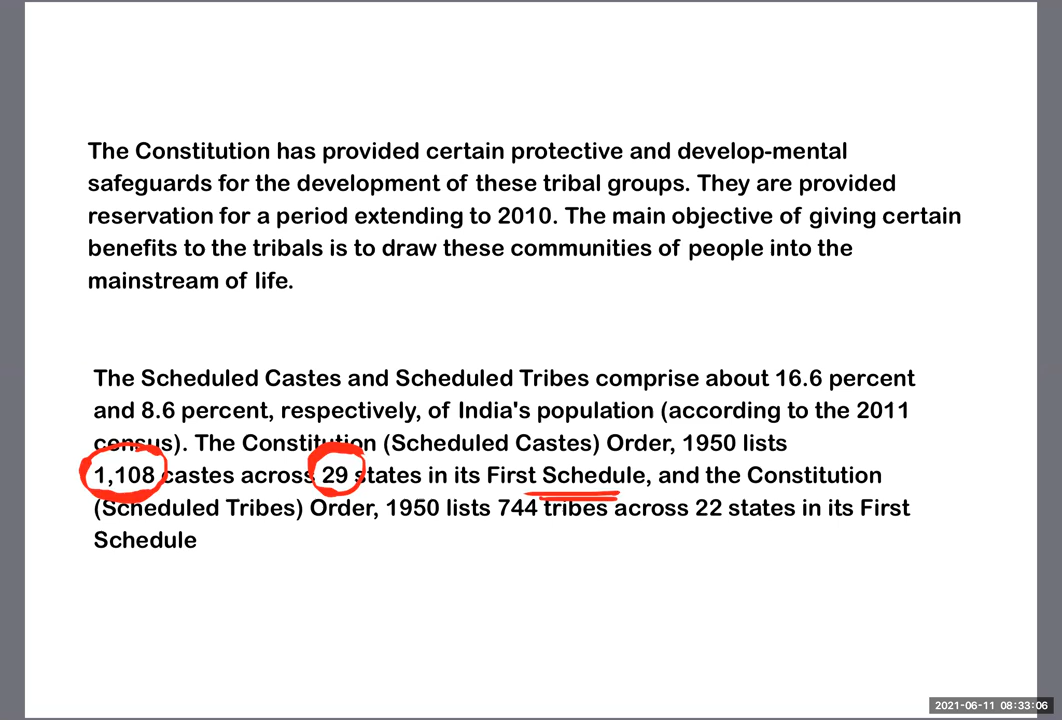 The Constitution has provided certain protective and develop-mental
safeguards for the development of these tribal groups. They are provided
reservation for a period extending to 2010. The main objective of giving certain
benefits to the tribals is to draw these communities of people into the
mainstream of life.
The Scheduled Castes and Scheduled Tribes comprise about 16.6 percent
and 8.6 percent, respectively, of India's population (according to the 2011
census). The Constitution (Scheduled Castes) Order, 1950 lists
1,108 castes across 29 states in its First Schedule, and the Constitution
(Scheduled Tribes) Order, 1950 lists 744 tribes across 22 states in its First
Schedule
2021-06-11 08:33:06